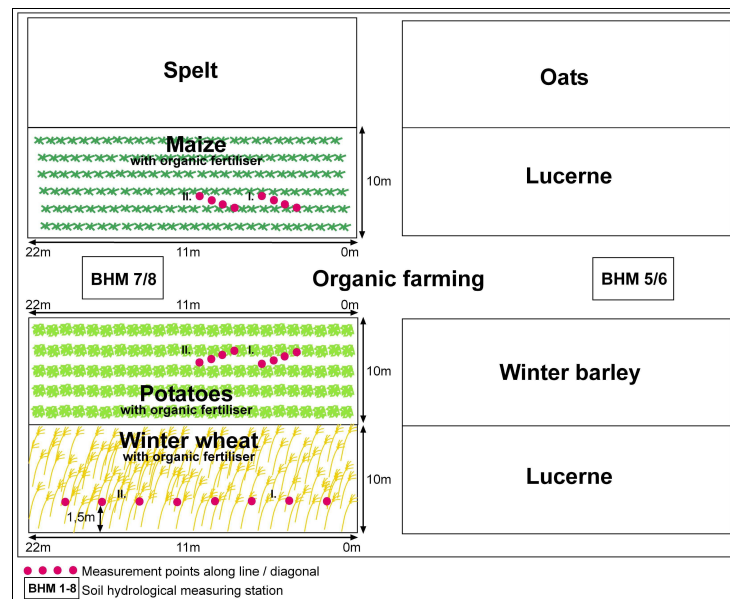 Spelt
Oats
Maize
with organic fertiliser
II.
I.
10m
Lucerne
22m
11m
0m
BHM 7/8
Organic farming
BHM 5/6
22m
11m
0m
II.
I.
10m
Potatoes
with organic fertiliser
Winter barley
Winter wheat
with organic fertiliser
10m
II.
I.
1,5m
Lucerne
22m
11m
0m
Measurement points along line / diagonal
BHM 1-8 Soil hydrological measuring station